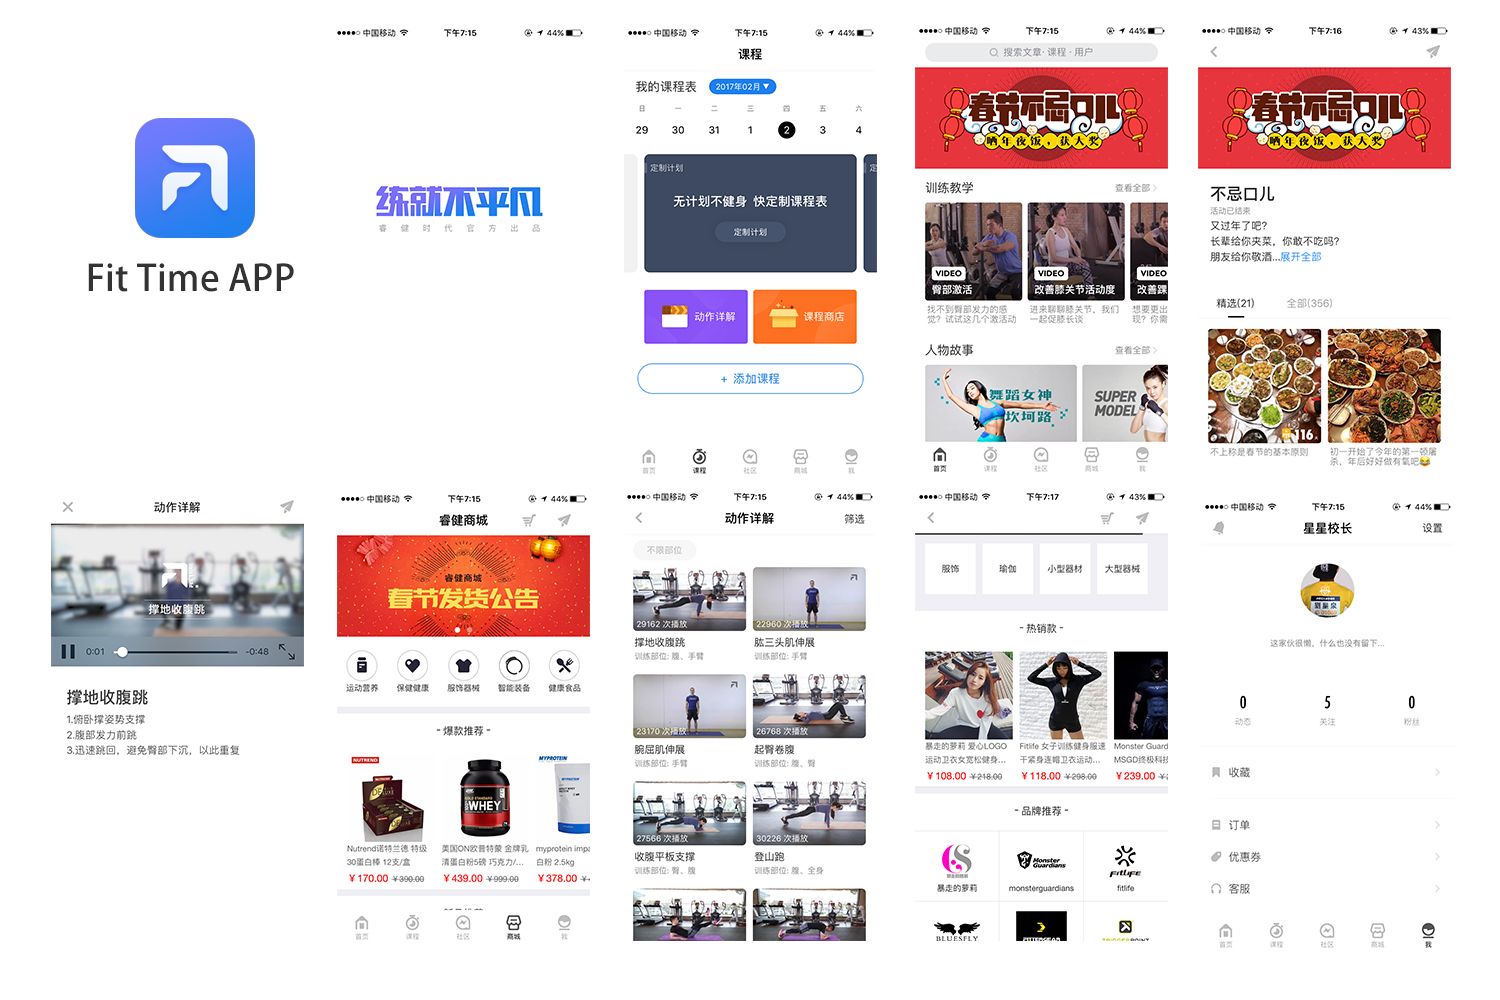 Fit Time APP
中国移动 下午7:15 44%
练就不平凡
睿健时代官方出品
中国移动 下午7:15 44%
课程
我的课程表 2017年02月▼
日 一 二 三 四 五 六
29 30 31 1 2 3 4
定制计划
无计划不健身 快定制课程表
定制计划
动作详解
课程商店
+ 添加课程
首页 课程 社区 商城 我
中国移动 下午7:15 44%
搜索文章·课程·用户
春节不忌口儿
晒年夜饭，获大奖
训练教学 查看全部
VIDEO VIDEO VIDEO
臀部激活 改善膝关节活动度 改善踝
找不到臀部发力的感 进来聊聊膝关节，我们 想要更出
觉？试试这几个激活动 一起促膝长谈 现？你需
人物故事 查看全部
舞蹈女神
坎坷路
SUPER
MODEL
首页 课程 社区 商城 我
中国移动 下午7:16 43%
春节不忌口儿
晒年夜饭，获大奖
不忌口儿
活动已结束
又过年了吧?
长辈给你夹菜，你敢不吃吗?
朋友给你敬酒...展开全部
精选(21) 全部(356)
116
不上称是春节的基本原则 初一开始了今年的第一顿屠
杀，年后好好做有氧吧😂
动作详解
撑地收腹跳
0:01 -0:48
撑地收腹跳
1.俯卧撑姿势支撑
2.腹部发力前跳
3.迅速跳回，避免臀部下沉，以此重复
中国移动 下午7:15 44%
睿健商城
睿健商城
春节发货公告
运动营养 保健健康 服饰器械 智能装备 健康食品
- 爆款推荐 -
NUTREND
WHEY
MYPROTEIN
Nutrend诺特兰德 特级 美国ON欧普特蒙 金牌乳 myprotein impa
30蛋白棒 12支/盒 清蛋白粉5磅 巧克力/... 白粉 2.5kg
¥170.00 ¥390.00 ¥439.00 ¥999.00 ¥378.00
首页 课程 社区 商城 我
中国移动 下午7:15 44%
动作详解 筛选
不限部位
29162 次播放 22960 次播放
撑地收腹跳 肱三头肌伸展
训练部位: 腹、手臂 训练部位: 手臂
23170 次播放 26768 次播放
腕屈肌伸展 起臀卷腹
训练部位: 手臂 训练部位: 腹、臀
27566 次播放 30226 次播放
收腹平板支撑 登山跑
训练部位: 臀、腹 训练部位: 腹、全身
中国移动 下午7:17 43%
服饰 瑜伽 小型器材 大型器械
- 热销款 -
暴走的萝莉 爱心LOGO Fitlife 女子训练健身服速 Monster Guard
运动卫衣女宽松健身... 干紧身连帽卫衣运动... MSGD终极科技
¥108.00 ¥218.00 ¥118.00 ¥298.00 ¥239.00
- 品牌推荐 -
Monster
Guardians
FITLIFE
暴走的萝莉 monsterguardians fitlife
BLUESFLY
中国移动 下午7:15 44%
星星校长 设置
这家伙很懒，什么也没有留下...
0 5 0
动态 关注 粉丝
收藏
订单
优惠券
客服
首页 课程 社区 商城 我